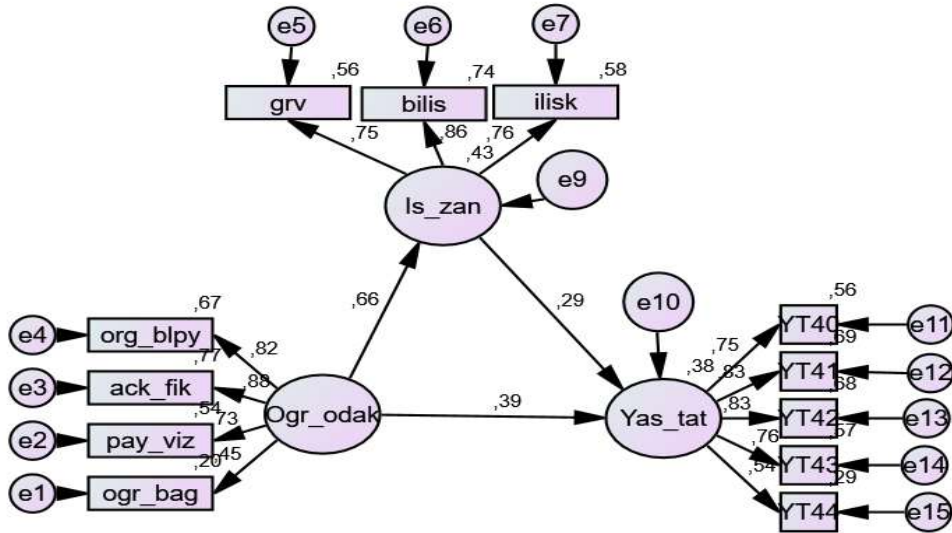 e5
e6
e7
,56
,74
,58
grv
bilis
ilisk
,75
,86
,76
,43
Is_zan
e9
,66
,29
e10
,67
e4
org_blpy
,82
,77
e3
ack_fik
,88
,54
e2
pay_viz
,73
Ogr_odak
,45
,20
e1
ogr_bag
,39
Yas_tat
,38
,56
YT40
e11
,75
,69
YT41
e12
,83
,68
YT42
e13
,83
,57
YT43
e14
,76
,29
YT44
e15
,54